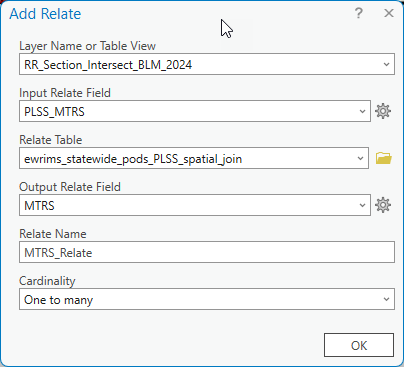 Add Relate
?
Layer Name or Table View
RR_Section_Intersect_BLM_2024
Input Relate Field
PLSS_MTRS
Relate Table
ewrims_statewide_pods_PLSS_spatial_join
Output Relate Field
MTRS
Relate Name
MTRS_Relate
Cardinality
One to many
OK